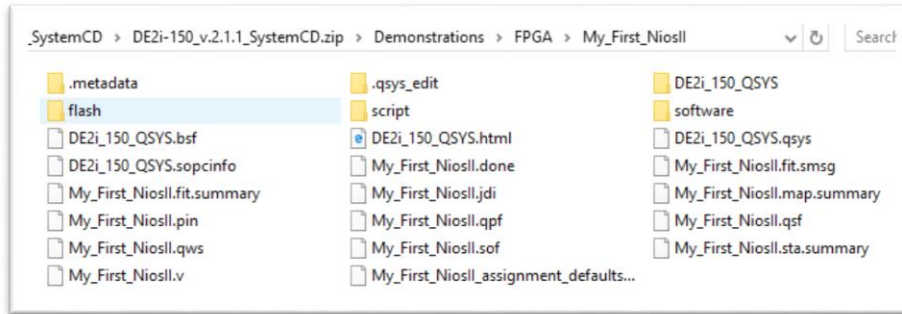 _SystemCD > DE2i-150_v.2.1.1_SystemCD.zip > Demonstrations > FPGA > My_First_NiosII Search
.metadata .qsys_edit DE2i_150_QSYS
flash script software
DE2i_150_QSYS.bsf DE2i_150_QSYS.html DE2i_150_QSYS.qsys
DE2i_150_QSYS.sopcinfo My_First_NiosII.done My_First_NiosII.fit.smsg
My_First_NiosII.fit.summary My_First_NiosII.jdi My_First_NiosII.map.summary
My_First_NiosII.pin My_First_NiosII.qpf My_First_NiosII.qsf
My_First_NiosII.qws My_First_NiosII.sof My_First_NiosII.sta.summary
My_First_NiosII.v My_First_NiosII_assignment_defaults...